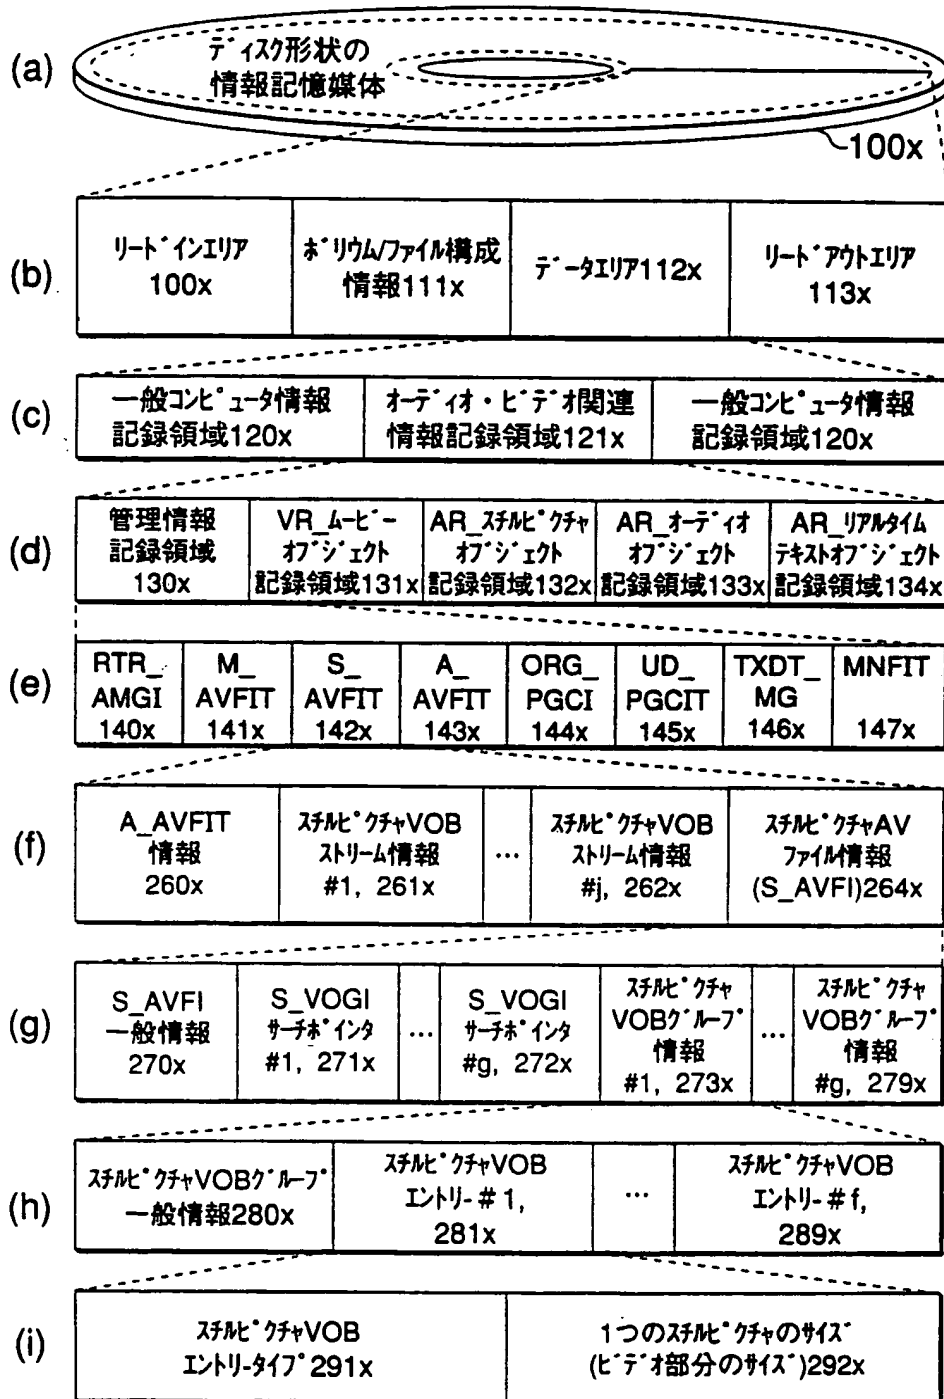 (a)
ディスク形状の
情報記憶媒体
100x
(b)
リードインエリア
100x
ボリウム/ファイル構成
情報111x
データエリア112x
リードアウトエリア
113x
(c)
一般コンピュータ情報
記録領域120x
オーディオ・ビデオ関連
情報記録領域121x
一般コンピュータ情報
記録領域120x
(d)
管理情報
記録領域
130x
VR_ムービー
オブジェクト
記録領域131x
AR_スチルピクチャ
オブジェクト
記録領域132x
AR_オーディオ
オブジェクト
記録領域133x
AR_リアルタイム
テキストオブジェクト
記録領域134x
(e)
RTR_
AMGI
140x
M_
AVFIT
141x
S_
AVFIT
142x
A_
AVFIT
143x
ORG_
PGCI
144x
UD_
PGCIT
145x
TXDT_
MG
146x
MNFIT
147x
(f)
A_AVFIT
情報
260x
スチルピクチャVOB
ストリーム情報
#1, 261x
…
スチルピクチャVOB
ストリーム情報
#j, 262x
スチルピクチャAV
ファイル情報
(S_AVFI)264x
(g)
S_AVFI
一般情報
270x
S_VOGI
サーチポインタ
#1, 271x
…
S_VOGI
サーチポインタ
#g, 272x
スチルピクチャ
VOBグループ
情報
#1, 273x
…
スチルピクチャ
VOBグループ
情報
#g, 279x
(h)
スチルピクチャVOBグループ
一般情報280x
スチルピクチャVOB
エントリー#1,
281x
…
スチルピクチャVOB
エントリー#f,
289x
(i)
スチルピクチャVOB
エントリータイプ291x
1つのスチルピクチャのサイズ
(ビデオ部分のサイズ)292x